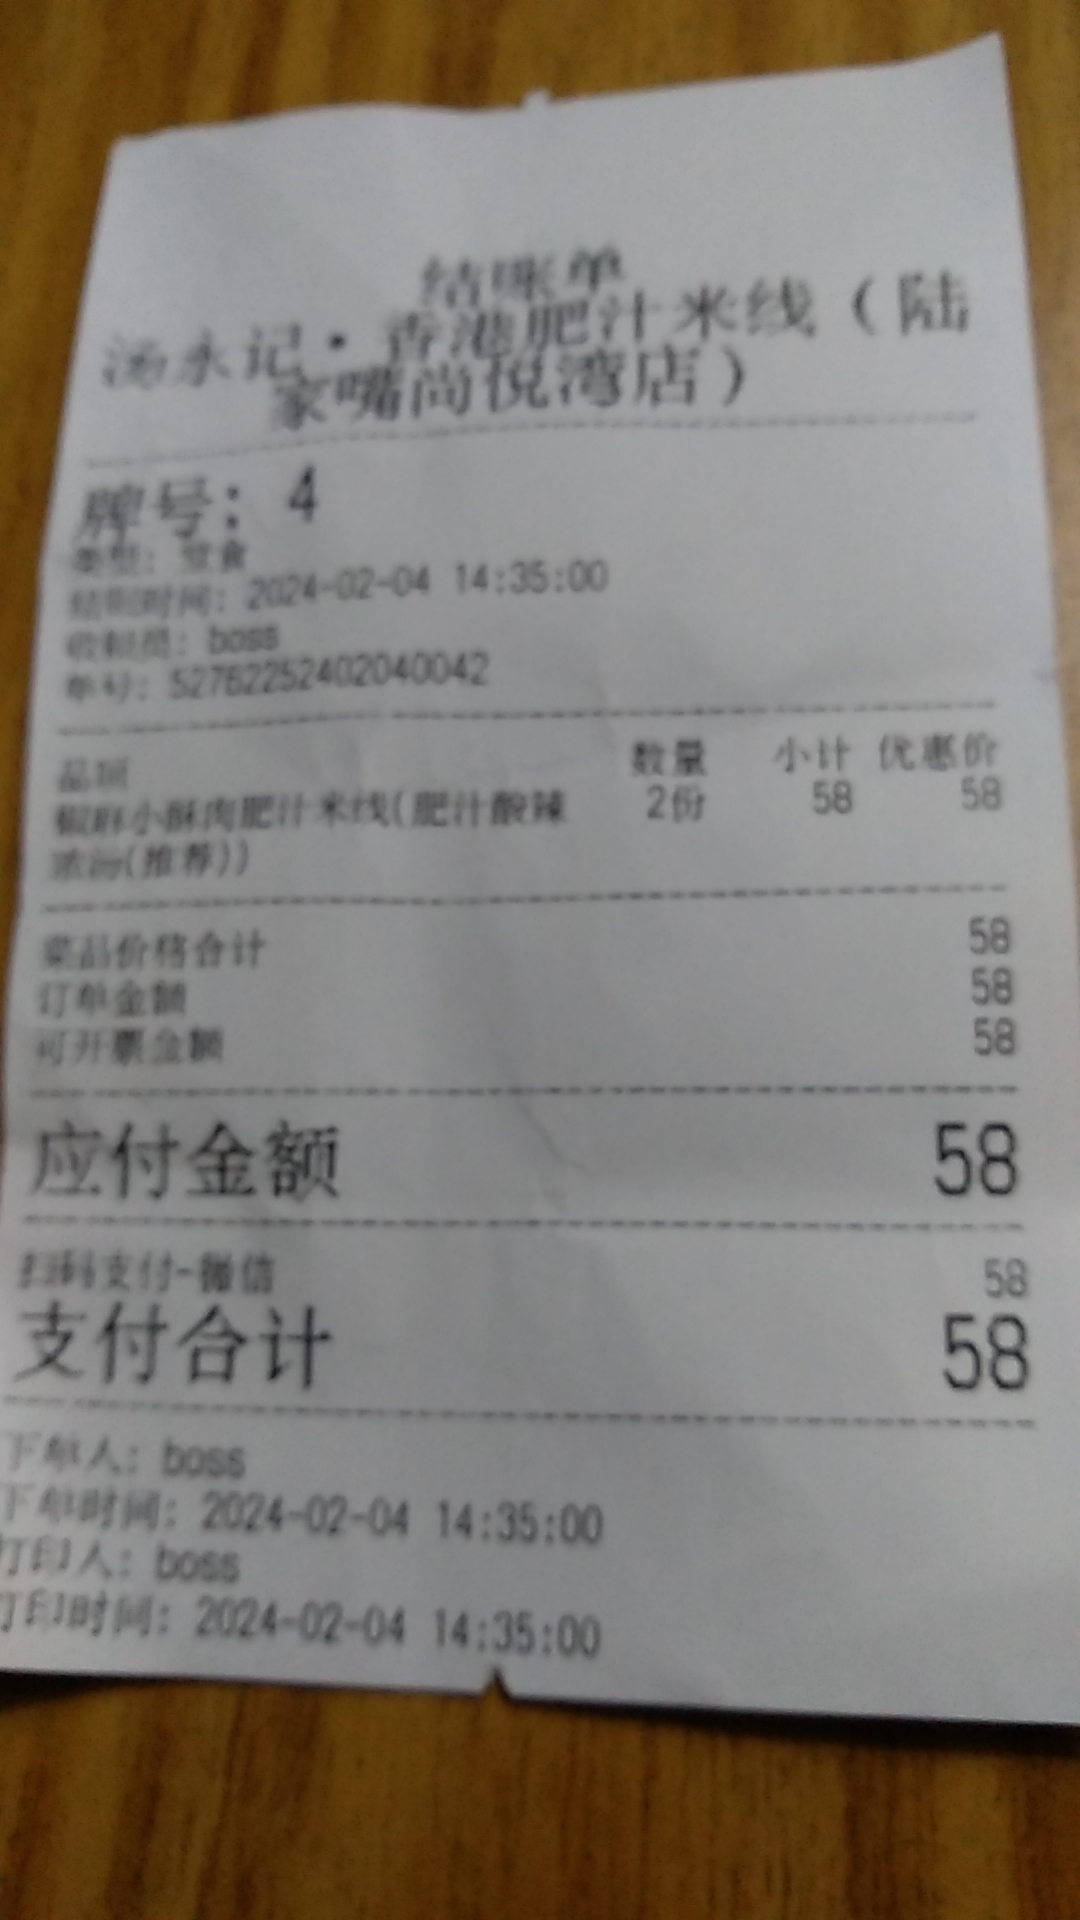 结账单
汤永记·香港肥汁米线（陆
家嘴尚悦湾店）
牌号：4
类型：堂食
结账时间：2024-02-04 14:35:00
收银员：boss
单号：52762252402040042
品项 数量 小计 优惠价
椒麻小酥肉肥汁米线(肥汁酸辣 2份 58 58
浓汤(推荐))
菜品价格合计 58
订单金额 58
可开票金额 58
应付金额 58
扫码支付-微信 58
支付合计 58
下单人：boss
下单时间：2024-02-04 14:35:00
打印人：boss
打印时间：2024-02-04 14:35:00